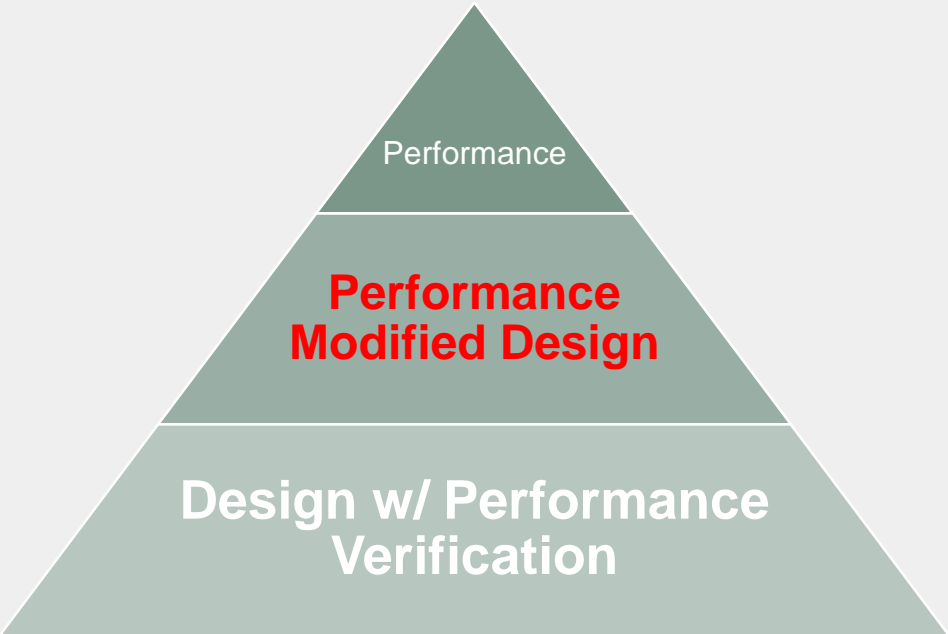 Performance
Performance
Modified Design
Design w/ Performance
Verification